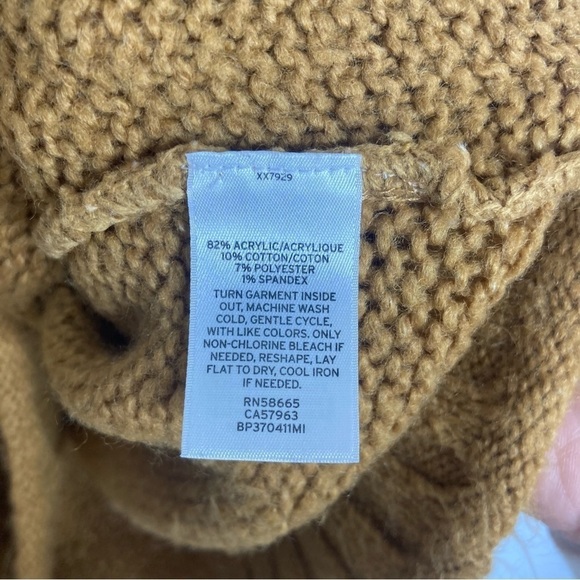 XX7929
82% ACRYLIC/ACRYLIQUE
10% COTTON/COTON
7% POLYESTER
1% SPANDEX
TURN GARMENT INSIDE
OUT, MACHINE WASH
COLD, GENTLE CYCLE,
WITH LIKE COLORS. ONLY
NON-CHLORINE BLEACH IF
NEEDED, RESHAPE, LAY
FLAT TO DRY, COOL IRON
IF NEEDED.
RN58665
CA57963
BP370411MI